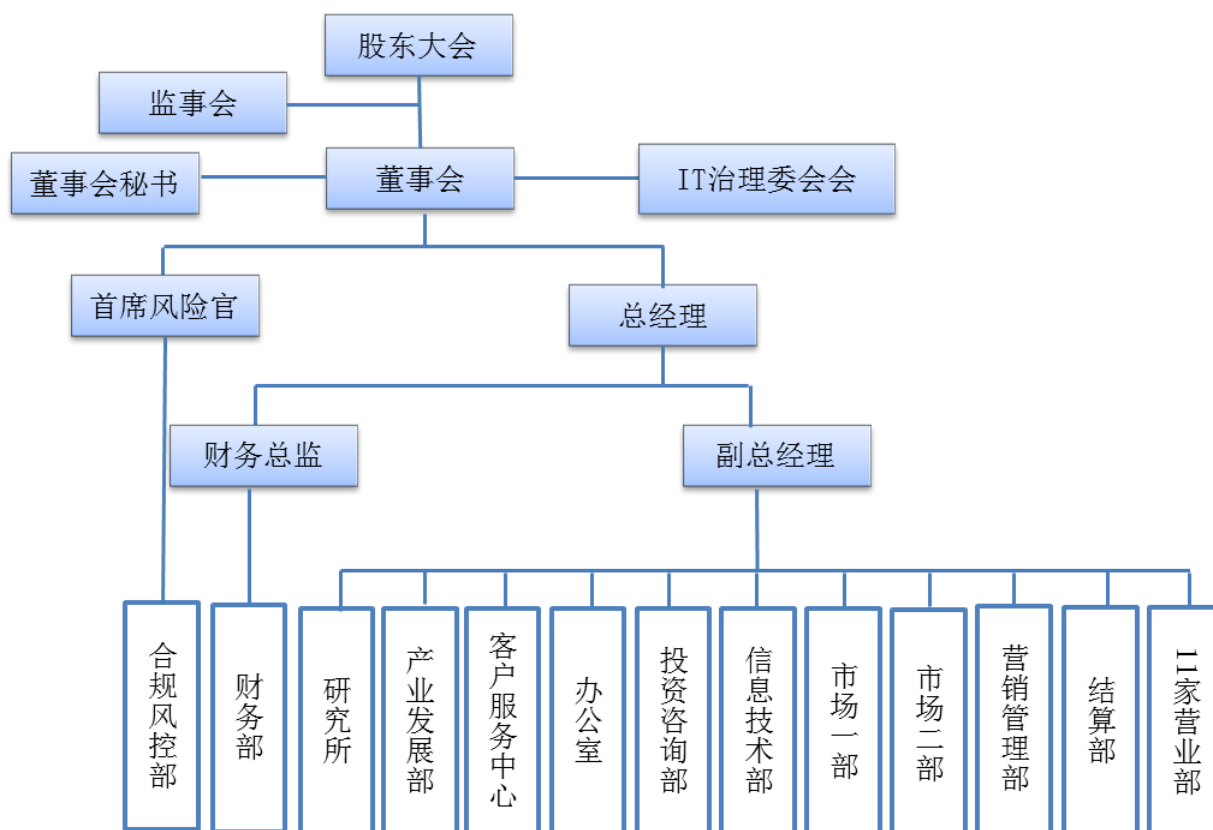 股东大会
监事会
董事会秘书
董事会
IT治理委会会
首席风险官
总经理
财务总监
副总经理
合规风控部
财务部
研究所
产业发展部
客户服务中心
办公室
投资咨询部
信息技术部
市场一部
市场二部
营销管理部
结算部
11家营业部